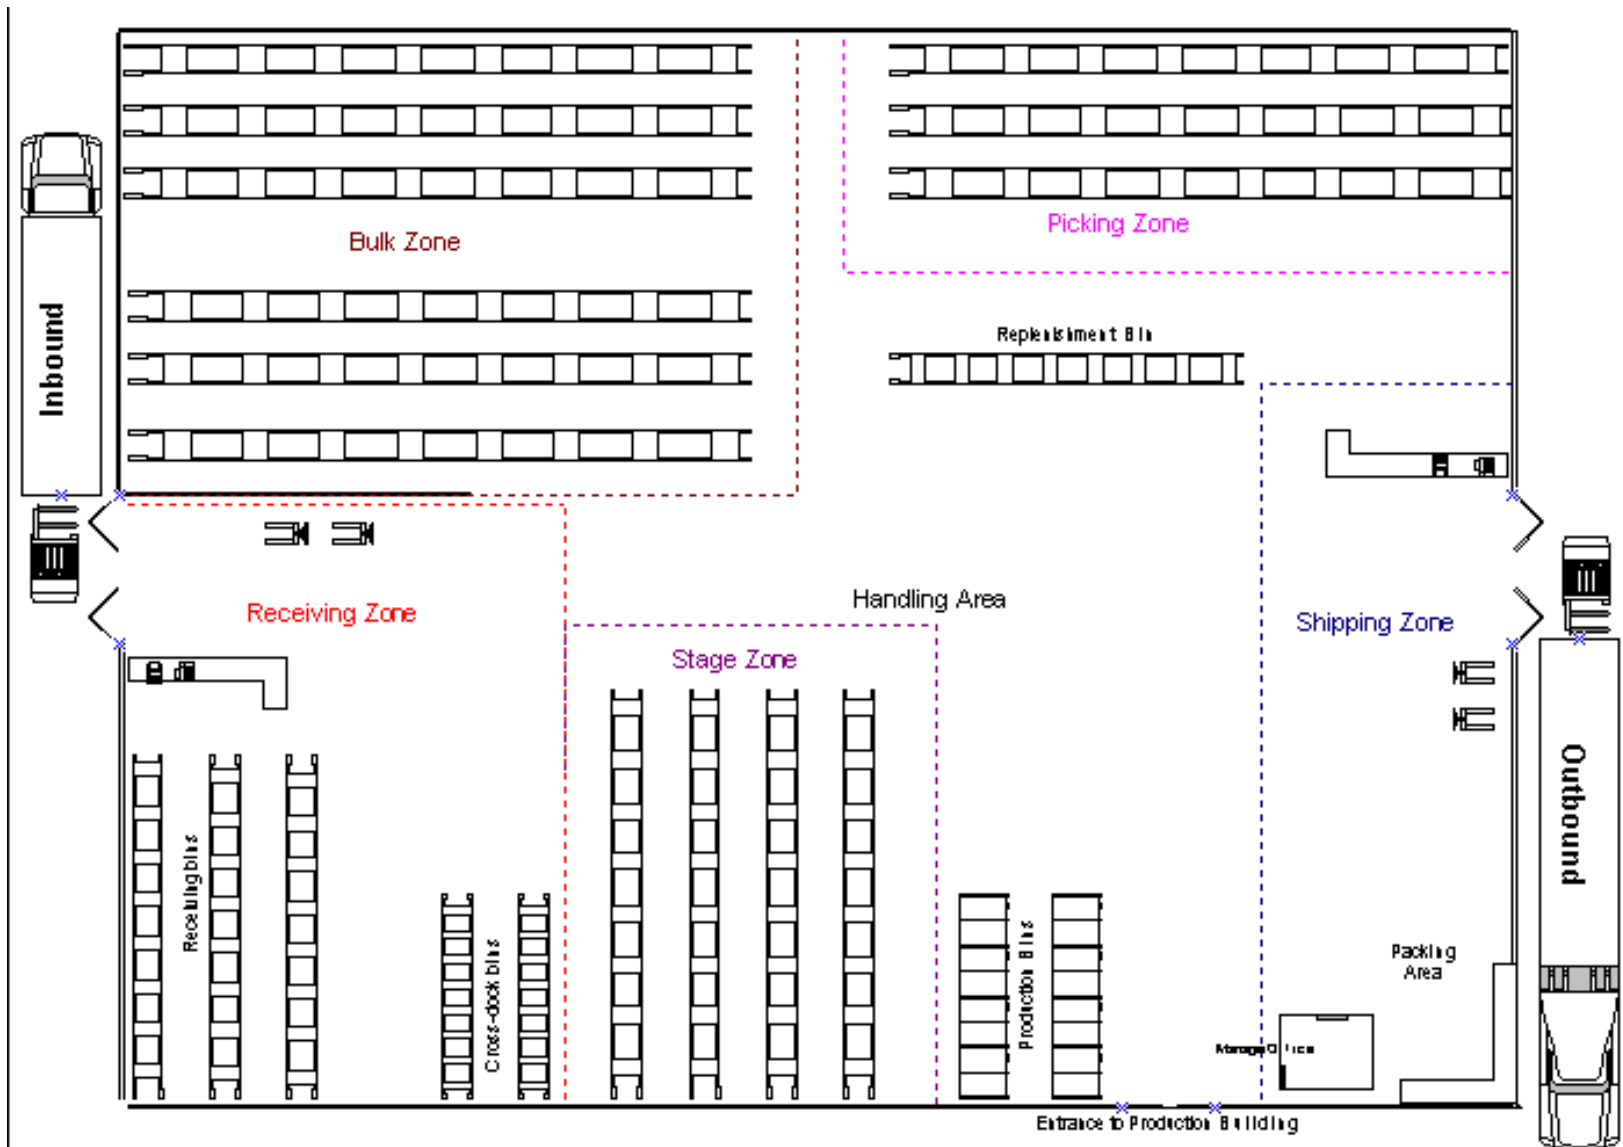 Bulk Zone
Picking Zone
Inbound
Replenishment Bin
Receiving Zone
Handling Area
Stage Zone
Shipping Zone
Outbound
Receiving bins
Cross-dock bins
Production Bins
Packing
Area
Entrance to Production Building